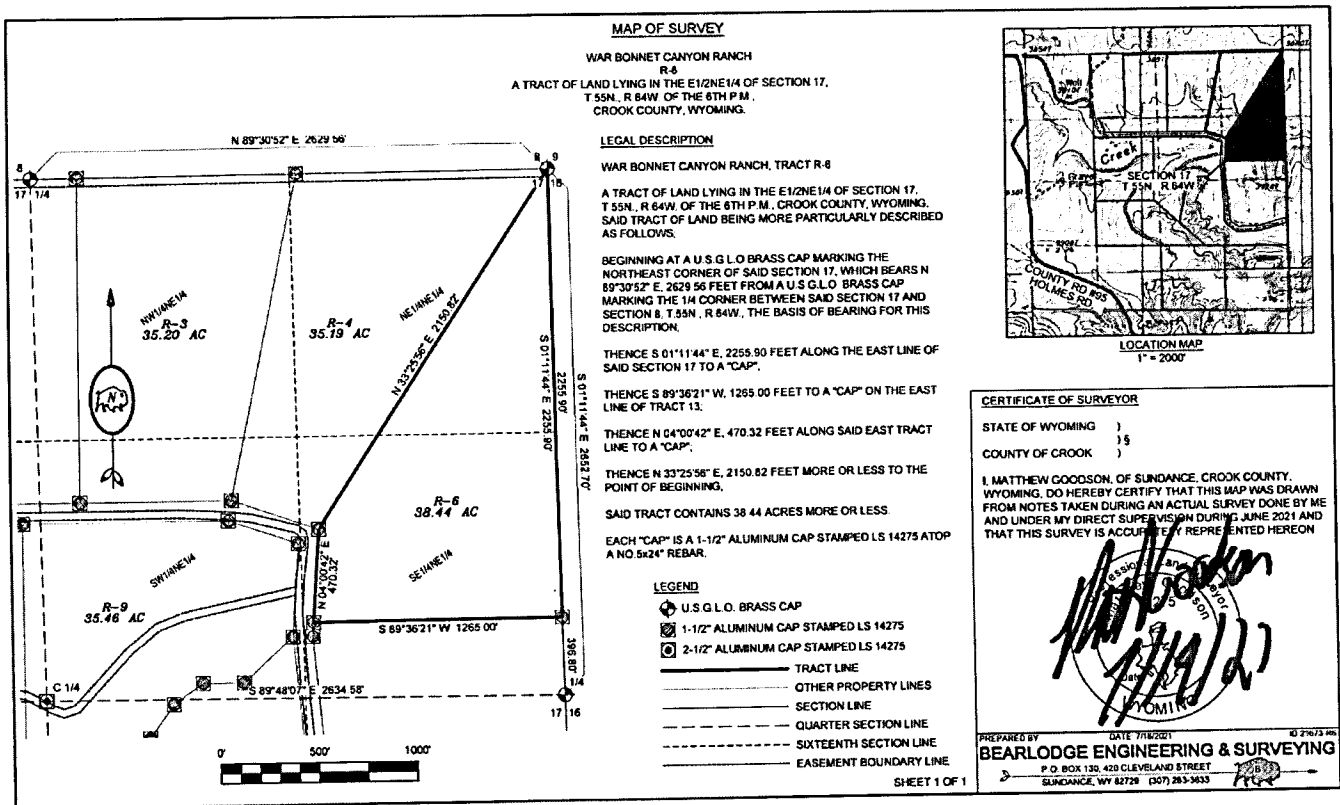 MAP OF SURVEY
WAR BONNET CANYON RANCH
R-6
A TRACT OF LAND LYING IN THE E1/2NE1/4 OF SECTION 17,
T.55N., R 64W. OF THE 6TH P.M.,
CROOK COUNTY, WYOMING.
LEGAL DESCRIPTION
WAR BONNET CANYON RANCH, TRACT R-6
A TRACT OF LAND LYING IN THE E1/2NE1/4 OF SECTION 17,
T.55N., R.64W. OF THE 6TH P.M., CROOK COUNTY, WYOMING.
SAID TRACT OF LAND BEING MORE PARTICULARLY DESCRIBED
AS FOLLOWS;
BEGINNING AT A U.S.G.L.O BRASS CAP MARKING THE
NORTHEAST CORNER OF SAID SECTION 17, WHICH BEARS N
89°30'52" E, 2629.56 FEET FROM A U.S.G.L.O. BRASS CAP
MARKING THE 1/4 CORNER BETWEEN SAID SECTION 17 AND
SECTION 8, T.55N., R.64W., THE BASIS OF BEARING FOR THIS
DESCRIPTION,
THENCE S 01°11'44" E, 2255.90 FEET ALONG THE EAST LINE OF
SAID SECTION 17 TO A "CAP",
THENCE S 89°36'21" W, 1265.00 FEET TO A "CAP" ON THE EAST
LINE OF TRACT 13;
THENCE N 04°00'42" E, 470.32 FEET ALONG SAID EAST TRACT
LINE TO A "CAP";
THENCE N 33°25'56" E, 2150.82 FEET MORE OR LESS TO THE
POINT OF BEGINNING,
SAID TRACT CONTAINS 38.44 ACRES MORE OR LESS.
EACH "CAP" IS A 1-1/2" ALUMINUM CAP STAMPED LS 14275 ATOP
A NO.5x24" REBAR.
LEGEND
U.S.G.L.O. BRASS CAP
1-1/2" ALUMINUM CAP STAMPED LS 14275
2-1/2" ALUMINUM CAP STAMPED LS 14275
TRACT LINE
OTHER PROPERTY LINES
SECTION LINE
QUARTER SECTION LINE
SIXTEENTH SECTION LINE
EASEMENT BOUNDARY LINE
SHEET 1 OF 1
N 89°30'52" E 2629.56'
8
17 1/4
8 9
17 16
NW1/4NE1/4
R-3
35.20 AC
R-4
35.19 AC
NE1/4NE1/4
N 33°25'56" E 2150.82'
S 01°11'44" E 2255.90'
2255.90'
S 01°11'44" E 2652.70'
N
R-6
38.44 AC
SW1/4NE1/4
SE1/4NE1/4
R-9
35.46 AC
N 04°00'42" E
470.32'
S 89°36'21" W 1265.00'
396.80'
C 1/4
S 89°48'07" E 2634.58'
1/4
17 16
0' 500' 1000'
Creek
SECTION 17
T 55N, R 64W
COUNTY RD #95
HOLMES RD
LOCATION MAP
1" = 2000'
CERTIFICATE OF SURVEYOR
STATE OF WYOMING )
) §
COUNTY OF CROOK )
I, MATTHEW GOODSON, OF SUNDANCE, CROOK COUNTY,
WYOMING, DO HEREBY CERTIFY THAT THIS MAP WAS DRAWN
FROM NOTES TAKEN DURING AN ACTUAL SURVEY DONE BY ME
AND UNDER MY DIRECT SUPERVISION DURING JUNE 2021 AND
THAT THIS SURVEY IS ACCURATELY REPRESENTED HEREON
WYOMING
PREPARED BY DATE 7/18/2021
BEARLODGE ENGINEERING & SURVEYING
P.O. BOX 130, 420 CLEVELAND STREET
SUNDANCE, WY 82729 (307) 283-3633